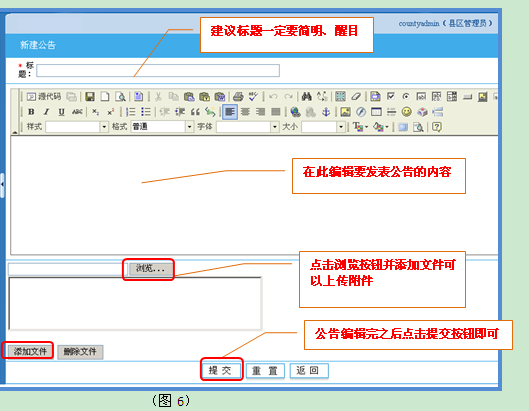 建议标题一定要简明、醒目
countyadmin（县区管理员）
新建公告
* 标
题：
源代码
B I U ABC x₂ x²
样式 格式 普通 字体 大小
在此编辑要发表公告的内容
浏览...
点击浏览按钮并添加文件可
以上传附件
公告编辑完之后点击提交按钮即可
添加文件 删除文件
提 交 重 置 返 回
（图 6）